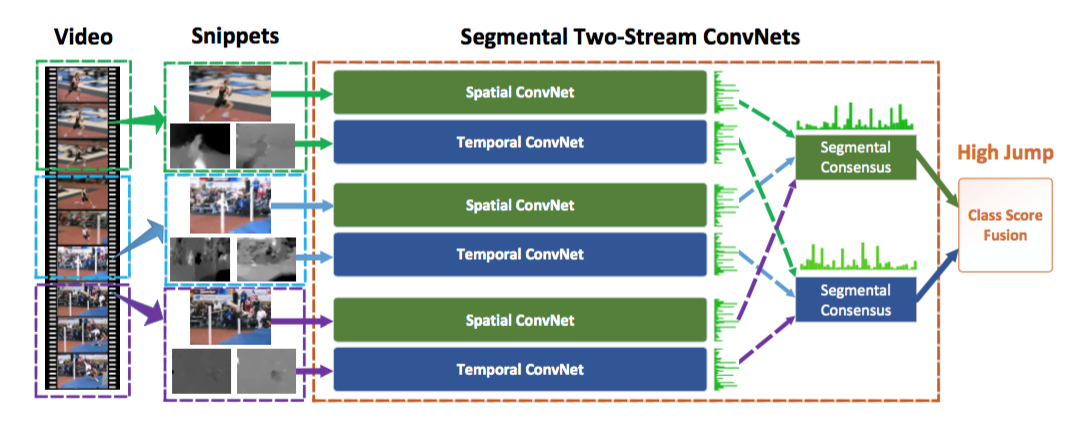 Video
Snippets
Segmental Two-Stream ConvNets
Spatial ConvNet
Temporal ConvNet
Spatial ConvNet
Temporal ConvNet
Spatial ConvNet
Temporal ConvNet
Segmental
Consensus
Segmental
Consensus
High Jump
Class Score
Fusion